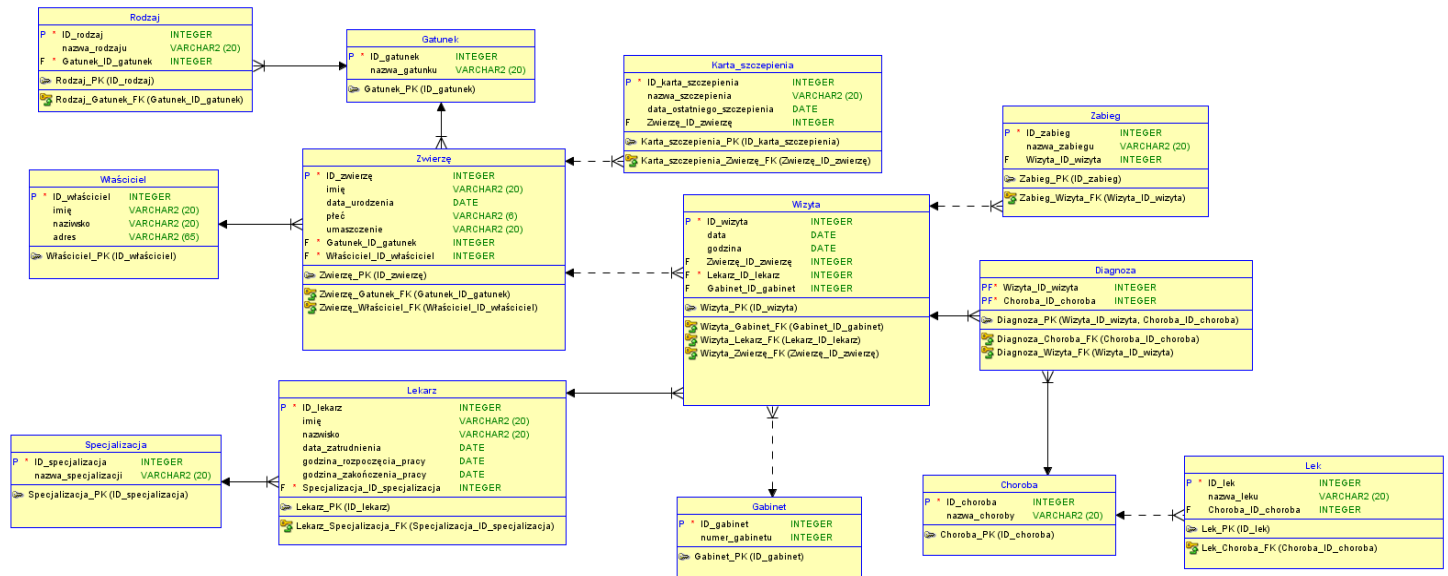 Rodzaj
P * ID_rodzaj INTEGER
nazwa_rodzaju VARCHAR2 (20)
F * Gatunek_ID_gatunek INTEGER
Rodzaj_PK (ID_rodzaj)
Rodzaj_Gatunek_FK (Gatunek_ID_gatunek)
Gatunek
P * ID_gatunek INTEGER
nazwa_gatunku VARCHAR2 (20)
Gatunek_PK (ID_gatunek)
Karta_szczepienia
P * ID_karta_szczepienia INTEGER
nazwa_szczepienia VARCHAR2 (20)
data_ostatniego_szczepienia DATE
F Zwierzę_ID_zwierzę INTEGER
Karta_szczepienia_PK (ID_karta_szczepienia)
Karta_szczepienia_Zwierzę_FK (Zwierzę_ID_zwierzę)
Zabieg
P * ID_zabieg INTEGER
nazwa_zabiegu VARCHAR2 (20)
F Wizyta_ID_wizyta INTEGER
Zabieg_PK (ID_zabieg)
Zabieg_Wizyta_FK (Wizyta_ID_wizyta)
Właściciel
P * ID_właściciel INTEGER
imię VARCHAR2 (20)
naziwsko VARCHAR2 (20)
adres VARCHAR2 (65)
Właściciel_PK (ID_właściciel)
Zwierzę
P * ID_zwierzę INTEGER
imię VARCHAR2 (20)
data_urodzenia DATE
płeć VARCHAR2 (6)
umaszczenie VARCHAR2 (20)
F * Gatunek_ID_gatunek INTEGER
F * Właściciel_ID_właściciel INTEGER
Zwierzę_PK (ID_zwierzę)
Zwierzę_Gatunek_FK (Gatunek_ID_gatunek)
Zwierzę_Właściciel_FK (Właściciel_ID_właściciel)
Wizyta
P * ID_wizyta INTEGER
data DATE
godzina DATE
F Zwierzę_ID_zwierzę INTEGER
F * Lekarz_ID_lekarz INTEGER
F Gabinet_ID_gabinet INTEGER
Wizyta_PK (ID_wizyta)
Wizyta_Gabinet_FK (Gabinet_ID_gabinet)
Wizyta_Lekarz_FK (Lekarz_ID_lekarz)
Wizyta_Zwierzę_FK (Zwierzę_ID_zwierzę)
Diagnoza
PF* Wizyta_ID_wizyta INTEGER
PF* Choroba_ID_choroba INTEGER
Diagnoza_PK (Wizyta_ID_wizyta, Choroba_ID_choroba)
Diagnoza_Choroba_FK (Choroba_ID_choroba)
Diagnoza_Wizyta_FK (Wizyta_ID_wizyta)
Specjalizacja
P * ID_specjalizacja INTEGER
nazwa_specjalizacji VARCHAR2 (20)
Specjalizacja_PK (ID_specjalizacja)
Lekarz
P * ID_lekarz INTEGER
imię VARCHAR2 (20)
nazwisko VARCHAR2 (20)
data_zatrudnienia DATE
godzina_rozpoczęcia_pracy DATE
godzina_zakończenia_pracy DATE
F * Specjalizacja_ID_specjalizacja INTEGER
Lekarz_PK (ID_lekarz)
Lekarz_Specjalizacja_FK (Specjalizacja_ID_specjalizacja)
Gabinet
P * ID_gabinet INTEGER
numer_gabinetu INTEGER
Gabinet_PK (ID_gabinet)
Choroba
P * ID_choroba INTEGER
nazwa_choroby VARCHAR2 (20)
Choroba_PK (ID_choroba)
Lek
P * ID_lek INTEGER
nazwa_leku VARCHAR2 (20)
F Choroba_ID_choroba INTEGER
Lek_PK (ID_lek)
Lek_Choroba_FK (Choroba_ID_choroba)